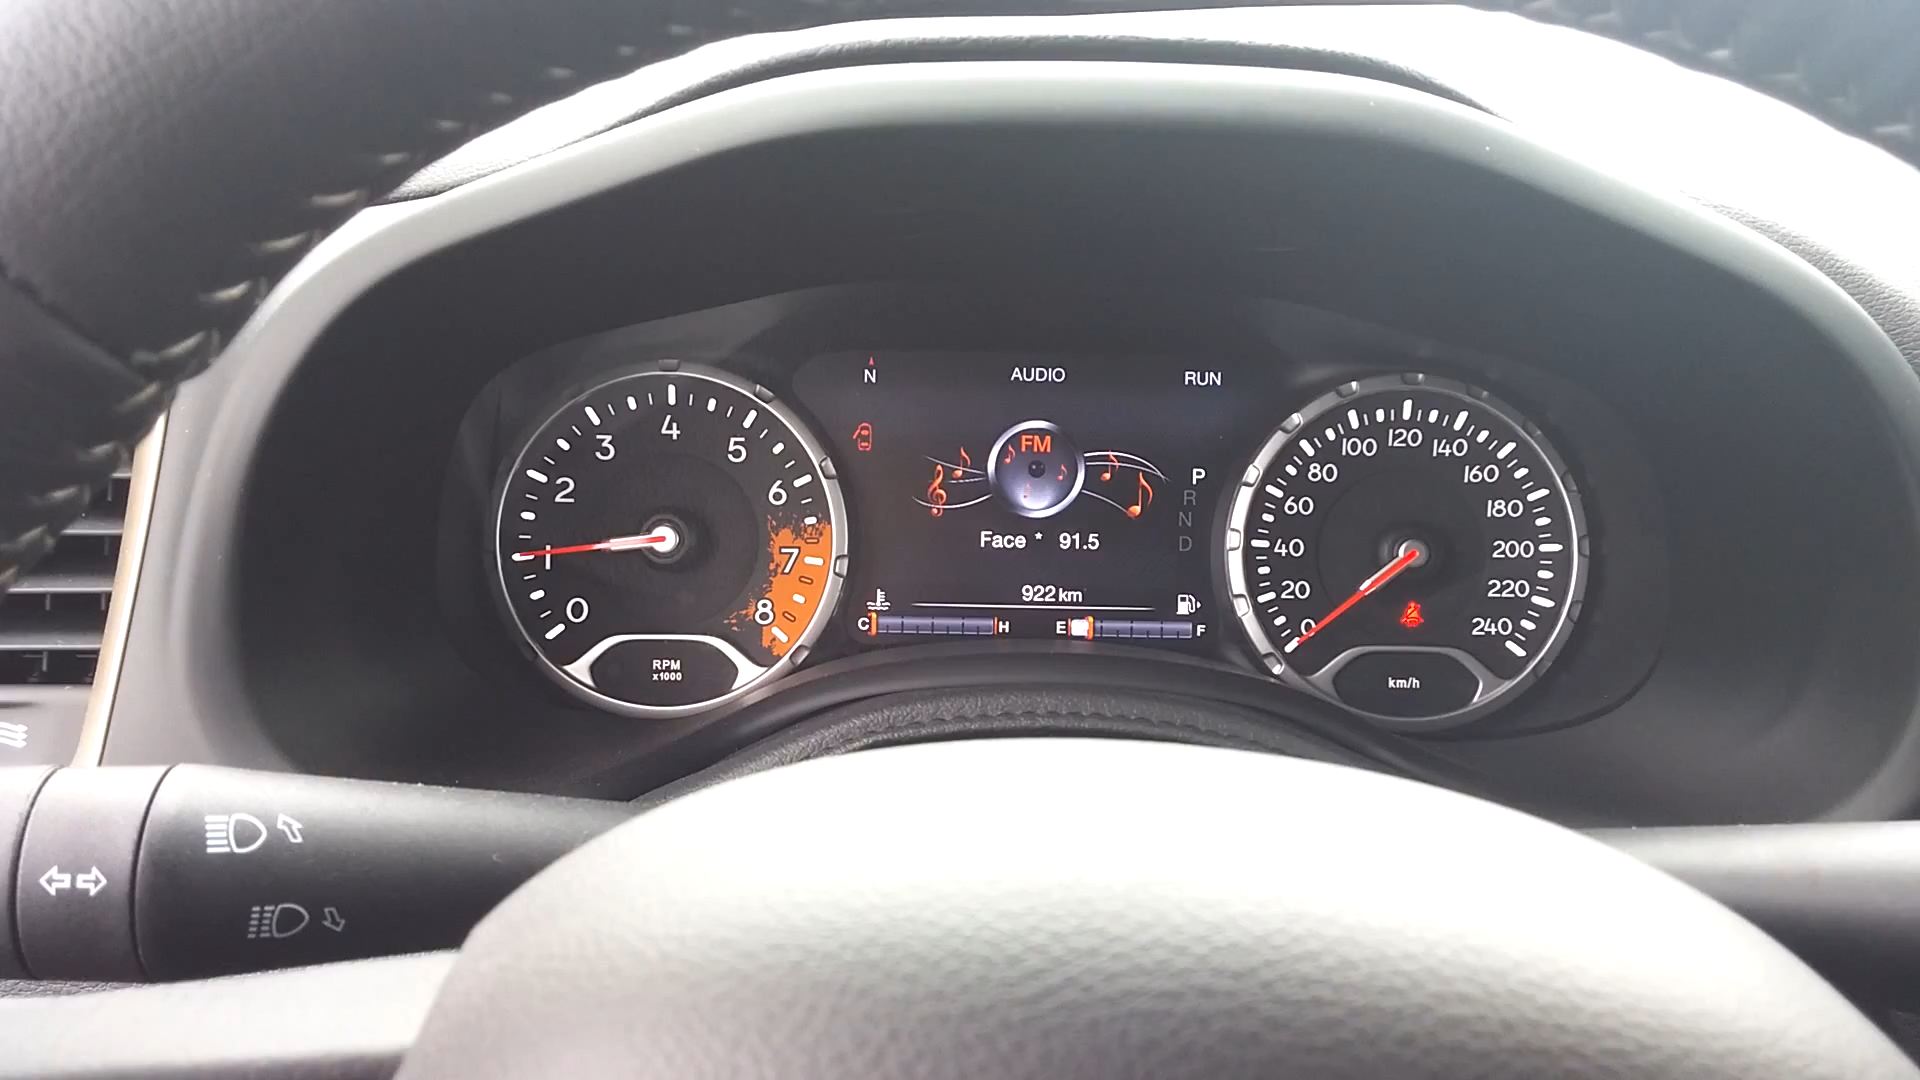 N AUDIO RUN
FM
P
R
N
D
Face * 91.5
922 km
C H E F
0 1 2 3 4 5 6 7 8
RPM
x1000
0 20 40 60 80 100 120 140 160 180 200 220 240
km/h